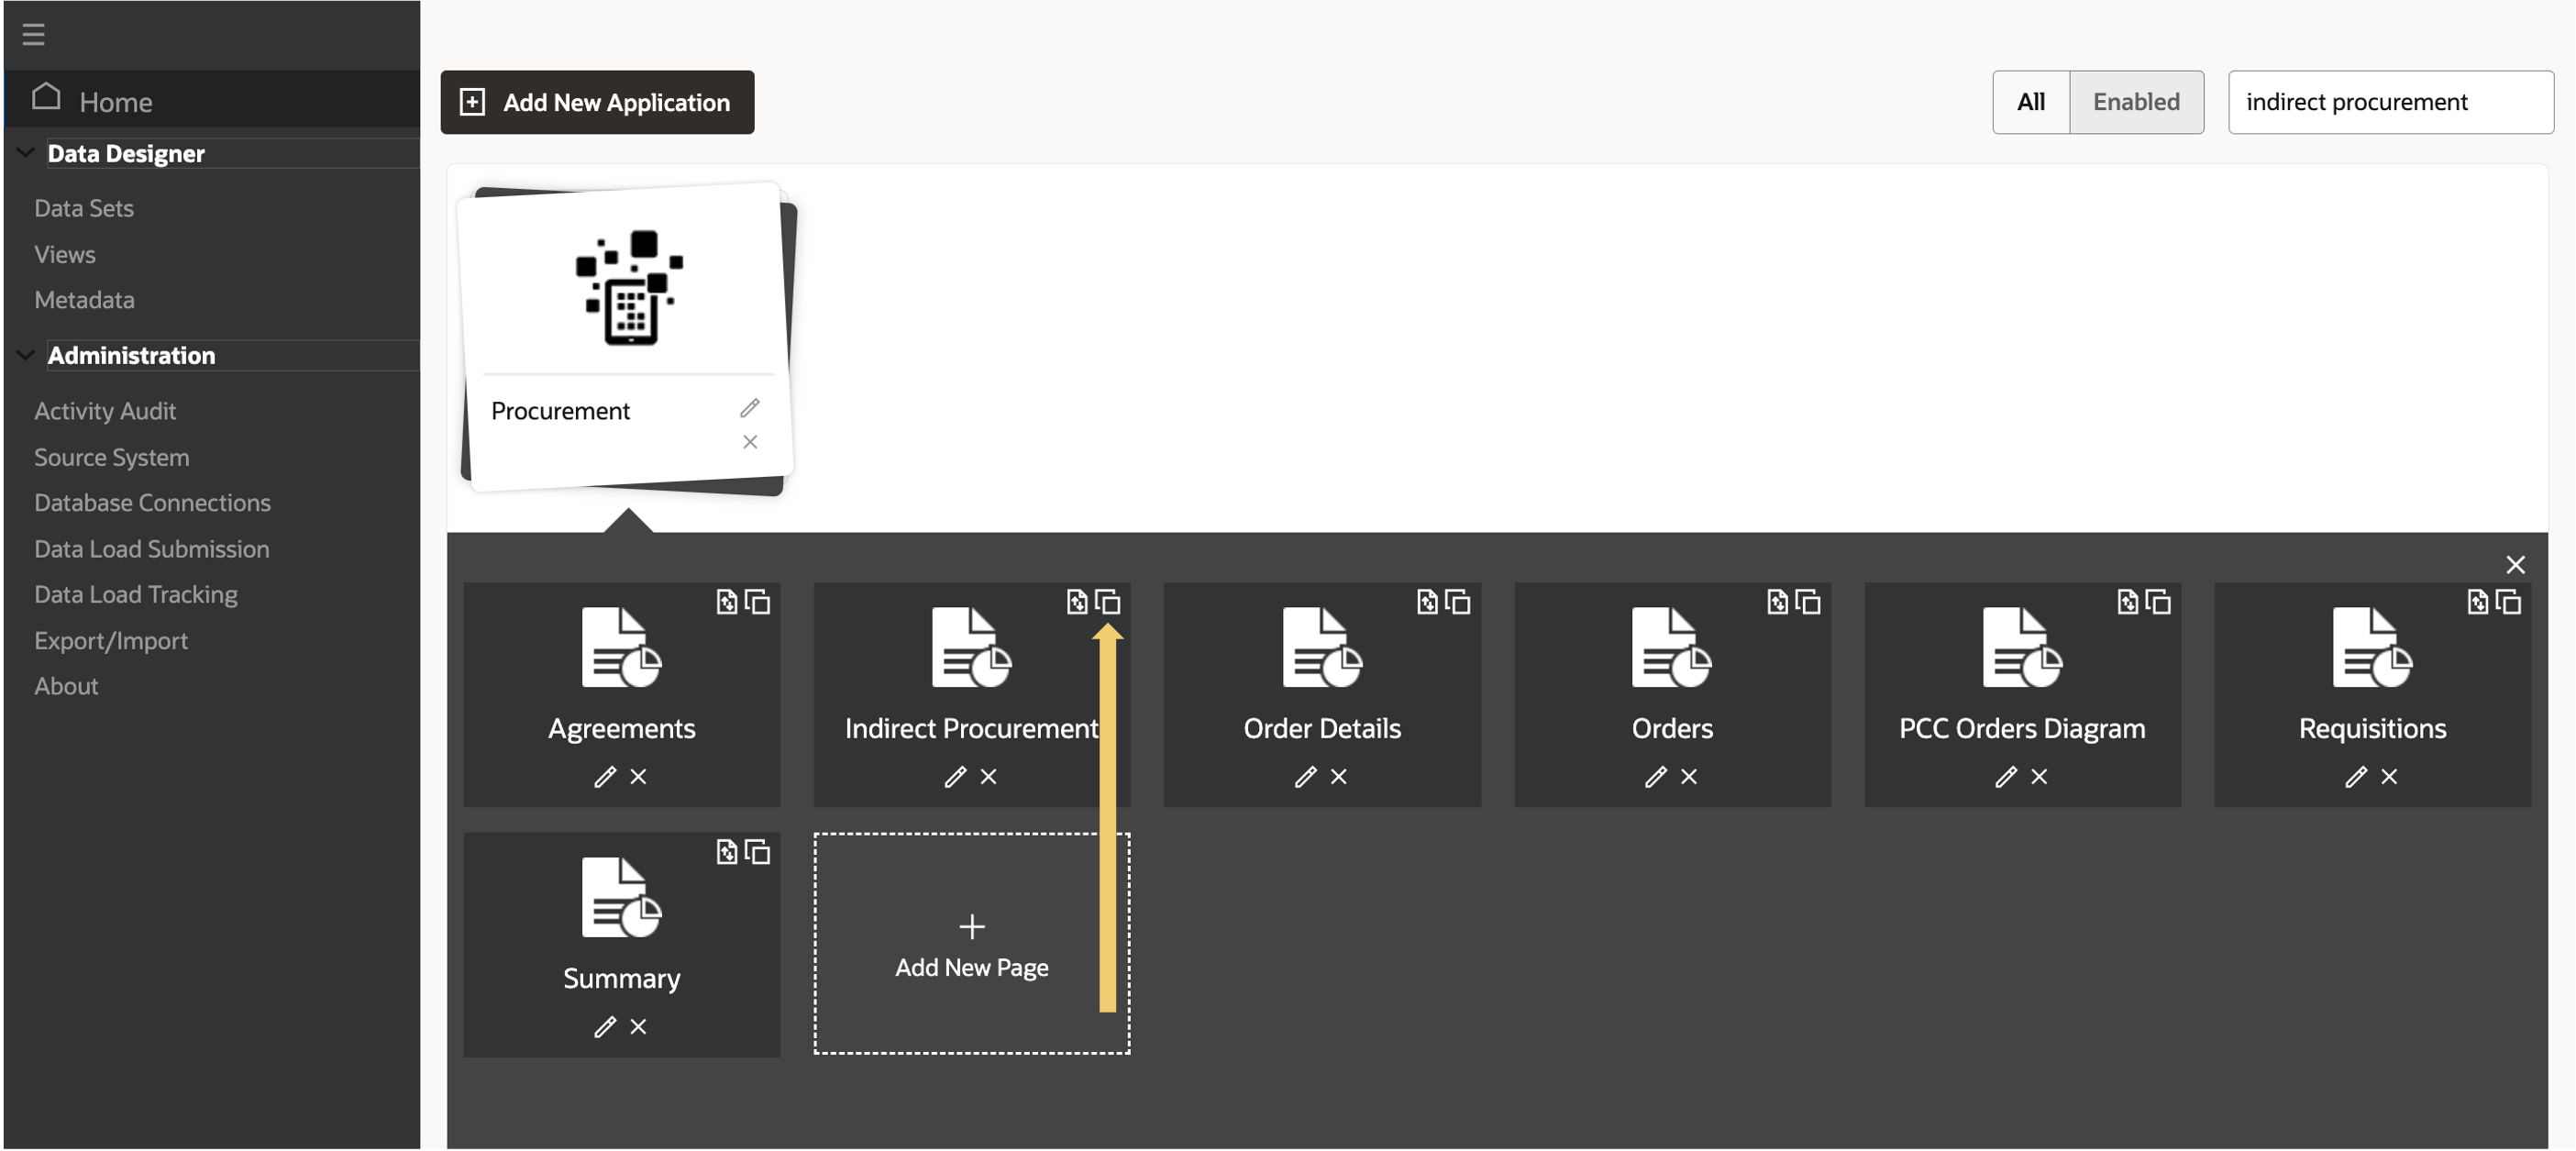 Home
Data Designer
Data Sets
Views
Metadata
Administration
Activity Audit
Source System
Database Connections
Data Load Submission
Data Load Tracking
Export/Import
About
Add New Application
All
Enabled
indirect procurement
Procurement
Agreements
Indirect Procurement
Order Details
Orders
PCC Orders Diagram
Requisitions
Summary
Add New Page